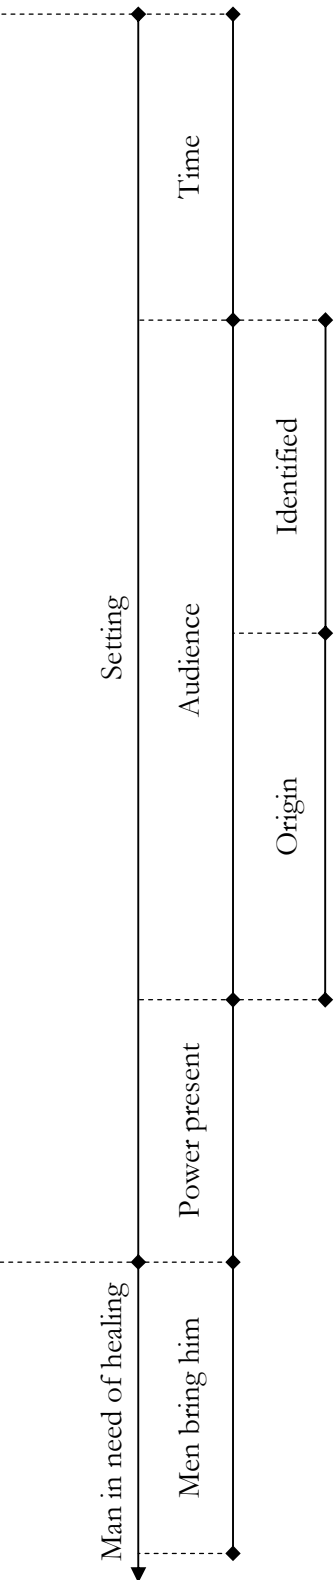 Time
Identified
Setting
Audience
Origin
Power present
Man in need of healing
Men bring him